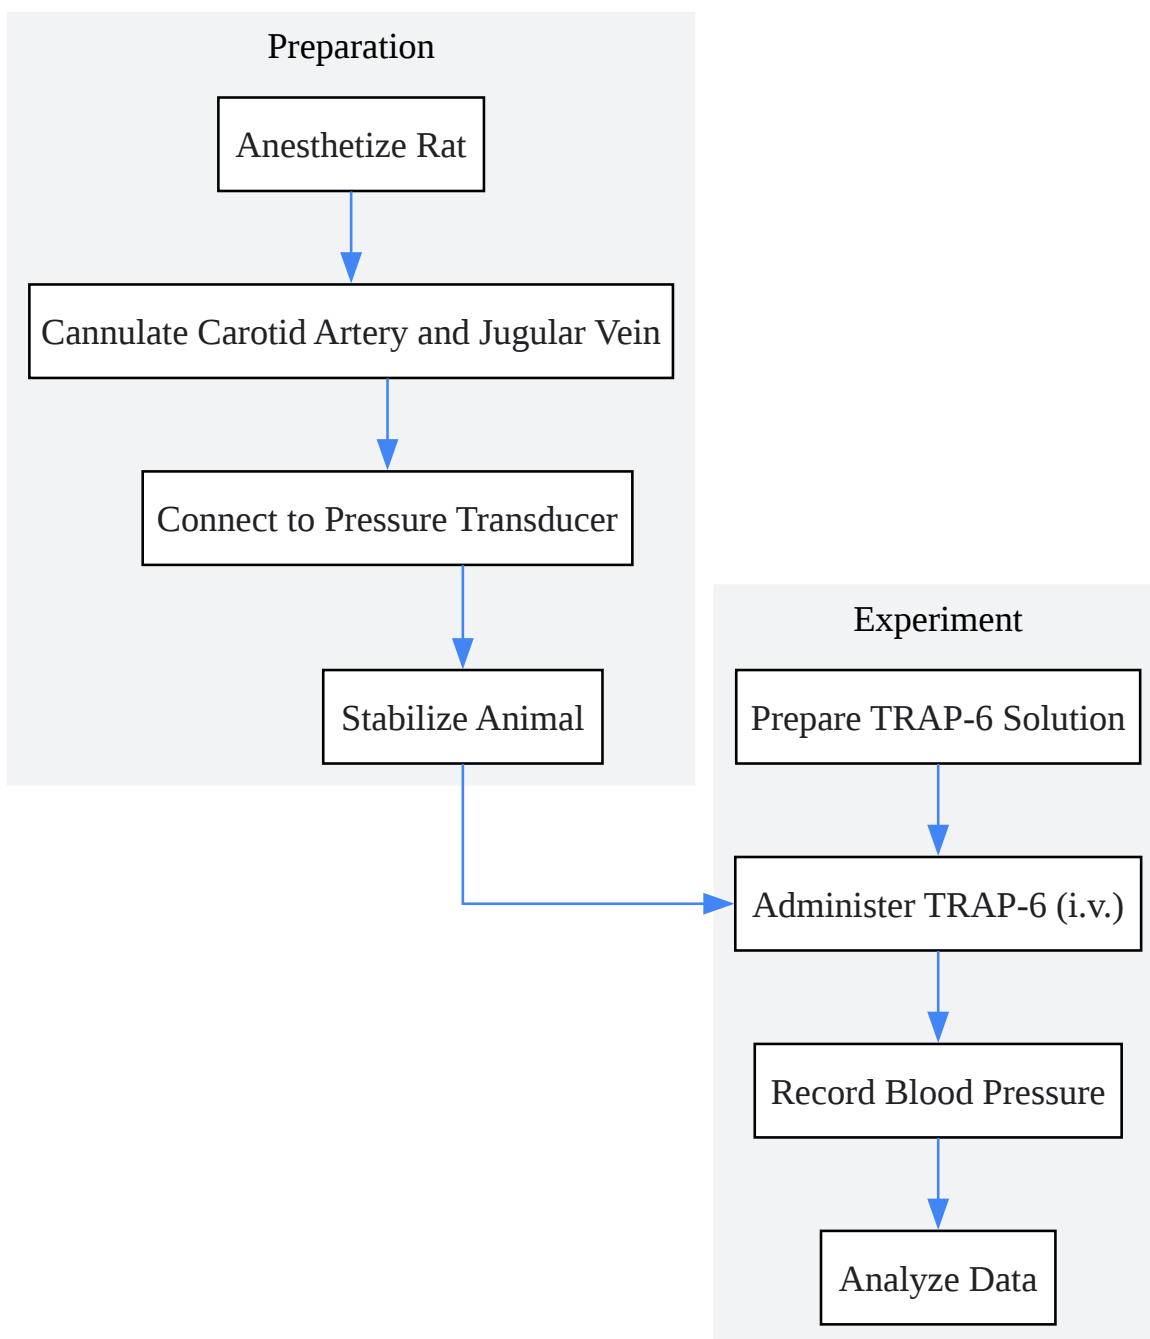 Preparation
Anesthetize Rat
Cannulate Carotid Artery and Jugular Vein
Connect to Pressure Transducer
Stabilize Animal
Experiment
Prepare TRAP-6 Solution
Administer TRAP-6 (i.v.)
Record Blood Pressure
Analyze Data